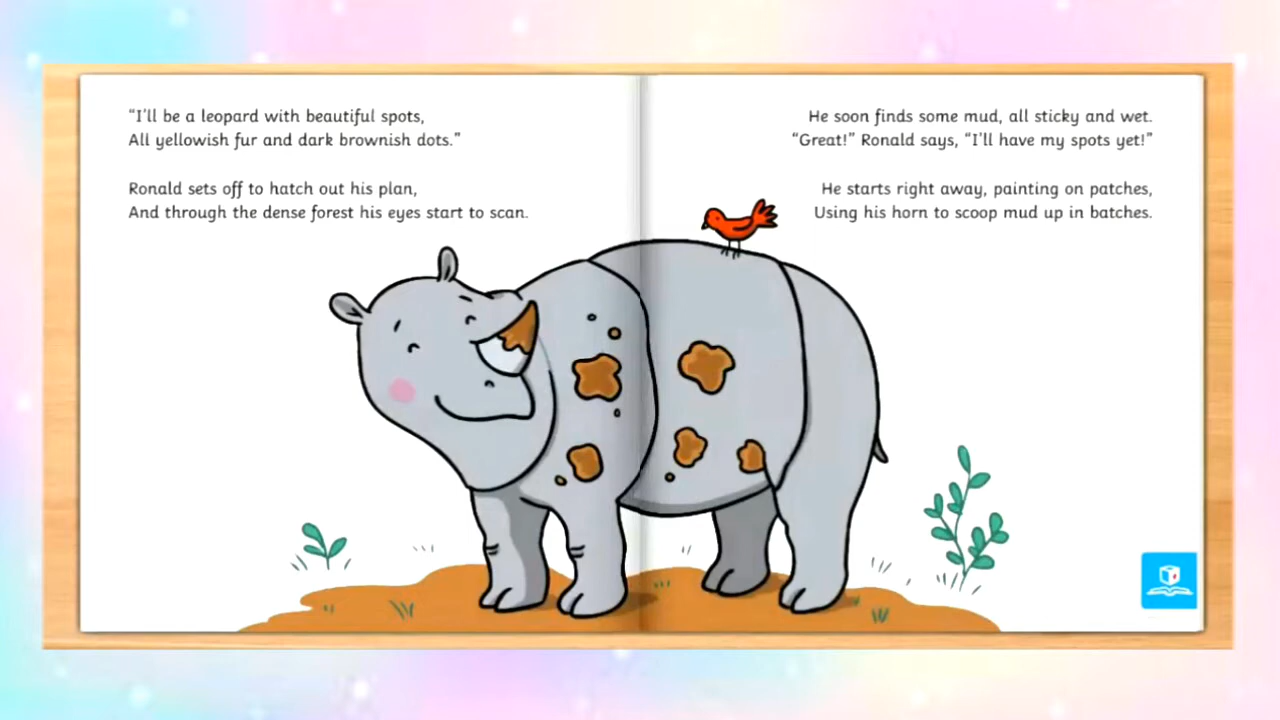 “I’ll be a leopard with beautiful spots,
All yellowish fur and dark brownish dots.”
Ronald sets off to hatch out his plan,
And through the dense forest his eyes start to scan.
He soon finds some mud, all sticky and wet.
“Great!” Ronald says, “I’ll have my spots yet!”
He starts right away, painting on patches,
Using his horn to scoop mud up in batches.